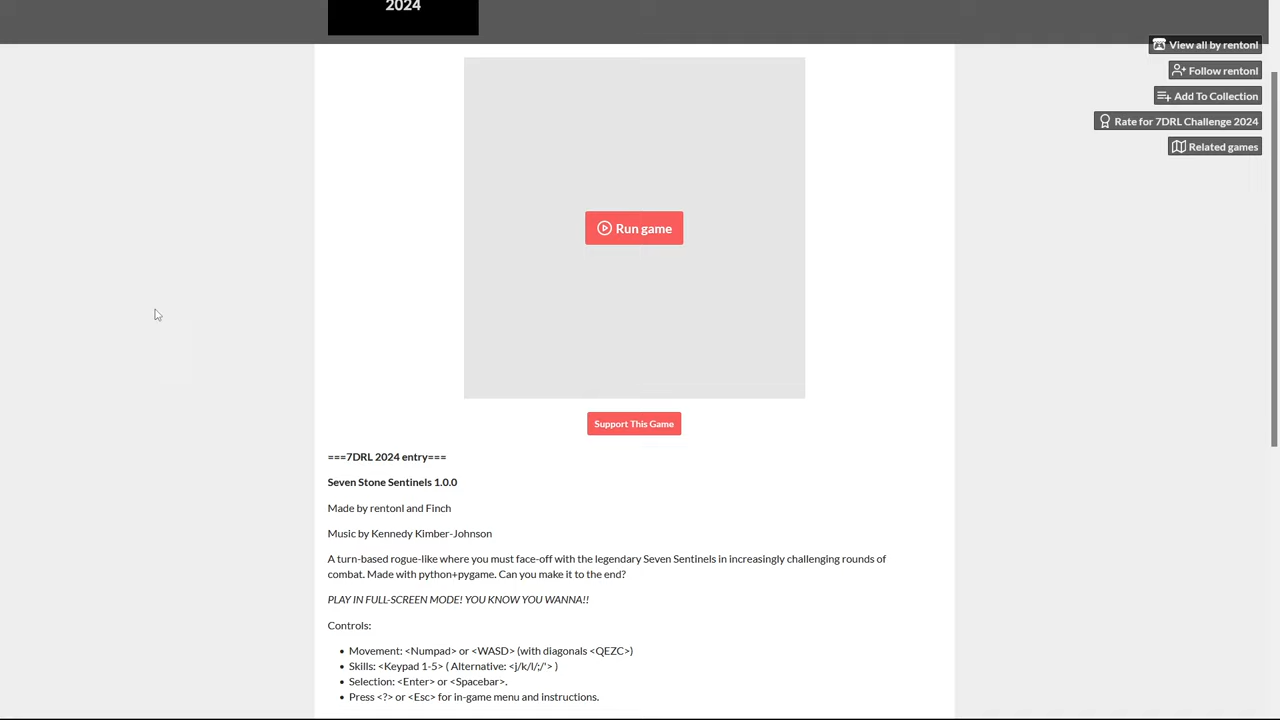 2024
View all by rentonl
Follow rentonl
Add To Collection
Rate for 7DRL Challenge 2024
Related games
Run game
Support This Game
===7DRL 2024 entry===
Seven Stone Sentinels 1.0.0
Made by rentonl and Finch
Music by Kennedy Kimber-Johnson
A turn-based rogue-like where you must face-off with the legendary Seven Sentinels in increasingly challenging rounds of
combat. Made with python+pygame. Can you make it to the end?
PLAY IN FULL-SCREEN MODE! YOU KNOW YOU WANNA!!
Controls:
• Movement: <Numpad> or <WASD> (with diagonals <QEZC>)
• Skills: <Keypad 1-5> ( Alternative: <j/k/l/;/'> )
• Selection: <Enter> or <Spacebar>.
• Press <?> or <Esc> for in-game menu and instructions.